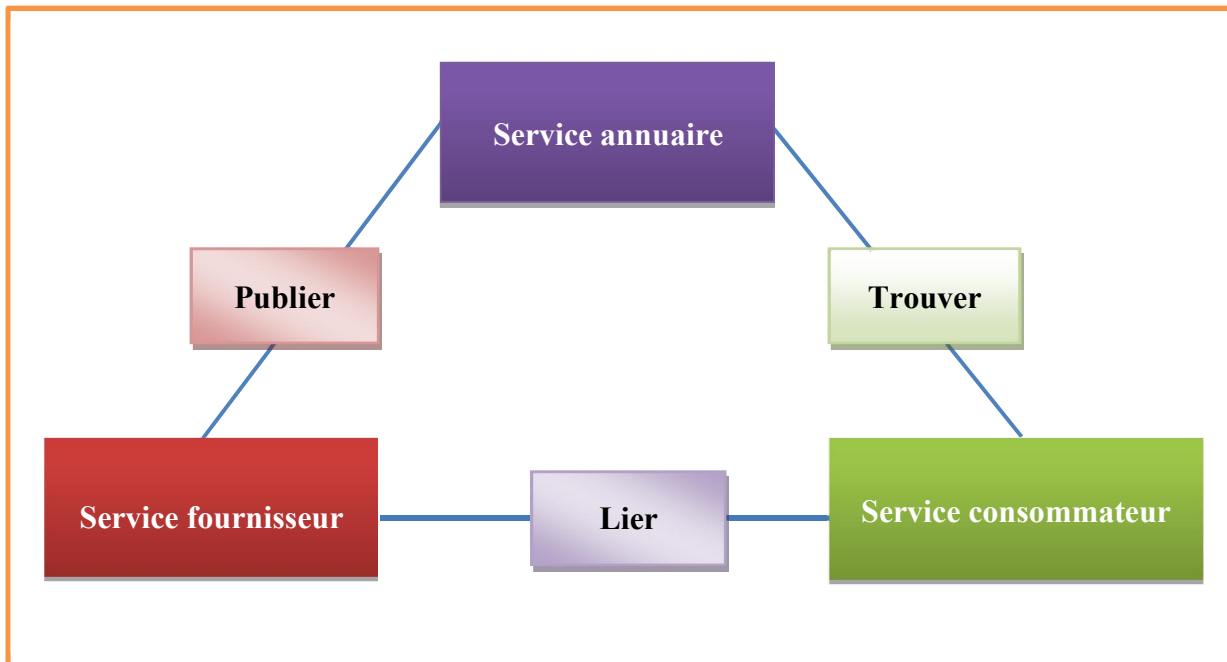 Service annuaire
Publier
Trouver
Service fournisseur
Lier
Service consommateur